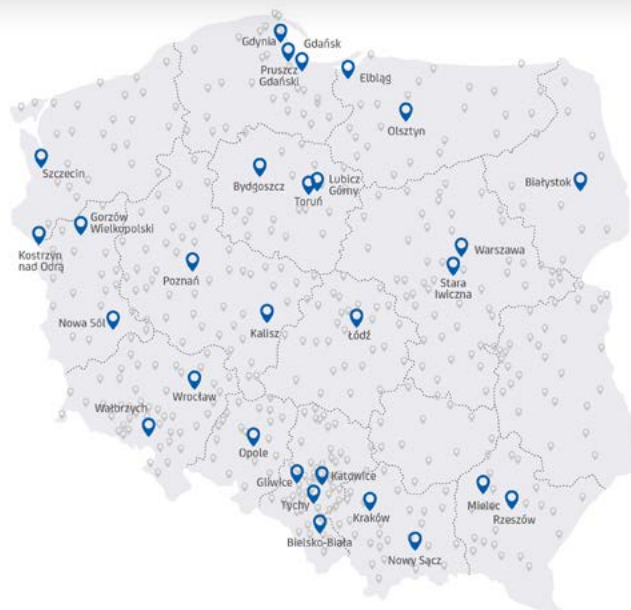 Gdynia
Gdańsk
Pruszcz
Gdański
Elbląg
Olsztyn
Szczecin
Bydgoszcz
Lubicz
Górny
Toruń
Białystok
Gorzów
Wielkopolski
Kostrzyn
nad Odrą
Warszawa
Poznań
Stara
Iwiczna
Nowa Sól
Kalisz
Łódź
Wrocław
Wałbrzych
Opole
Gliwice
Katowice
Tychy
Kraków
Mielec
Rzeszów
Bielsko-Biała
Nowy Sącz